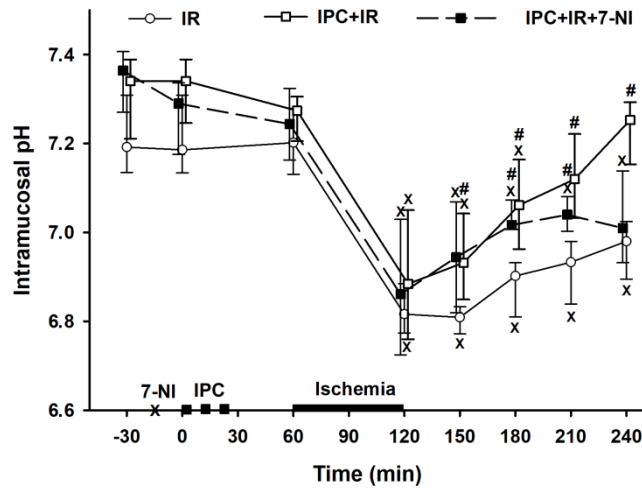 IR IPC+IR IPC+IR+7-NI
7.4
7.2
7.0
6.8
6.6
Intramucosal pH
x x x # x # x # x # x # x # x # x
x x x x
7-NI IPC Ischemia
x
-30 0 30 60 90 120 150 180 210 240
Time (min)